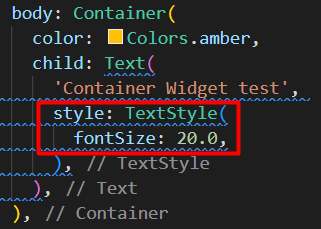 body: Container(
color: Colors.amber,
child: Text(
'Container Widget test',
style: TextStyle(
fontSize: 20.0,
), // TextStyle
), // Text
), // Container